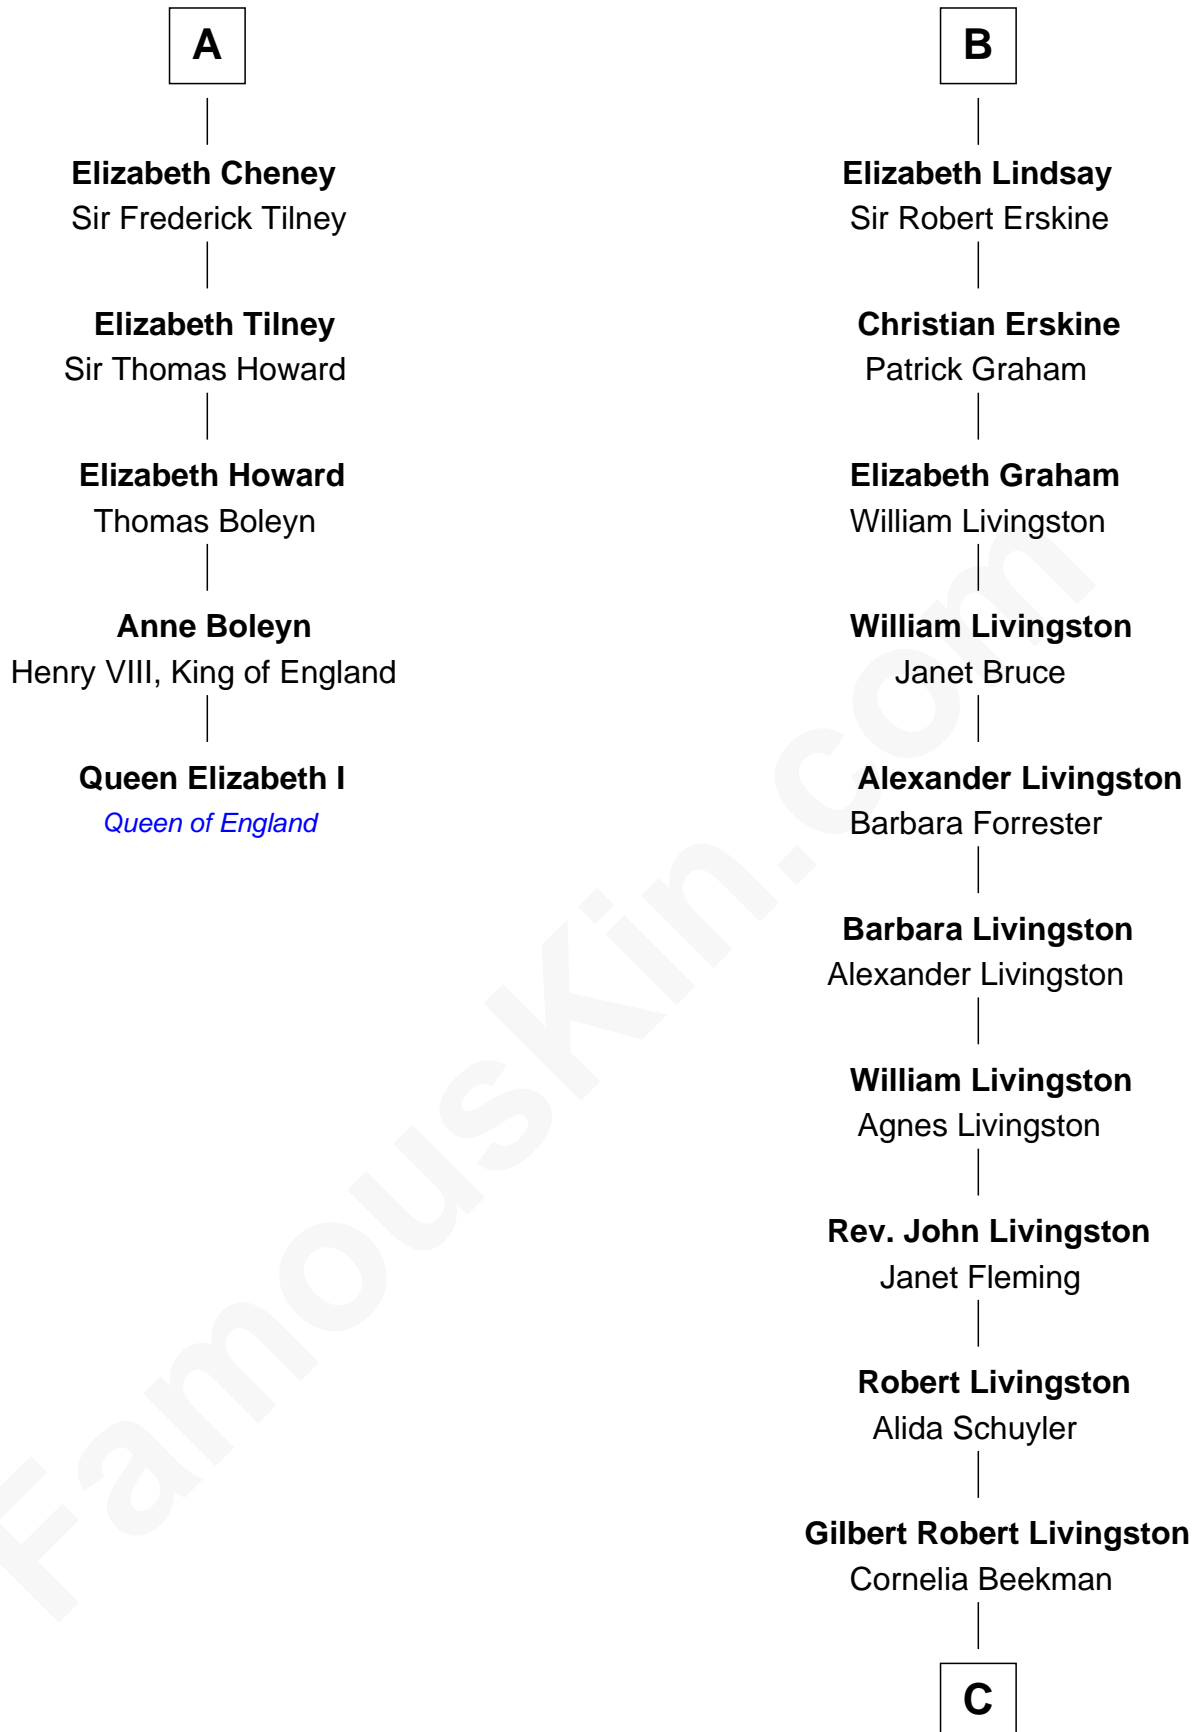 A
Elizabeth Cheney
Sir Frederick Tilney
Elizabeth Tilney
Sir Thomas Howard
Elizabeth Howard
Thomas Boleyn
Anne Boleyn
Henry VIII, King of England
Queen Elizabeth I
Queen of England
B
Elizabeth Lindsay
Sir Robert Erskine
Christian Erskine
Patrick Graham
Elizabeth Graham
William Livingston
William Livingston
Janet Bruce
Alexander Livingston
Barbara Forrester
Barbara Livingston
Alexander Livingston
William Livingston
Agnes Livingston
Rev. John Livingston
Janet Fleming
Robert Livingston
Alida Schuyler
Gilbert Robert Livingston
Cornelia Beekman
C
FamousKin.com